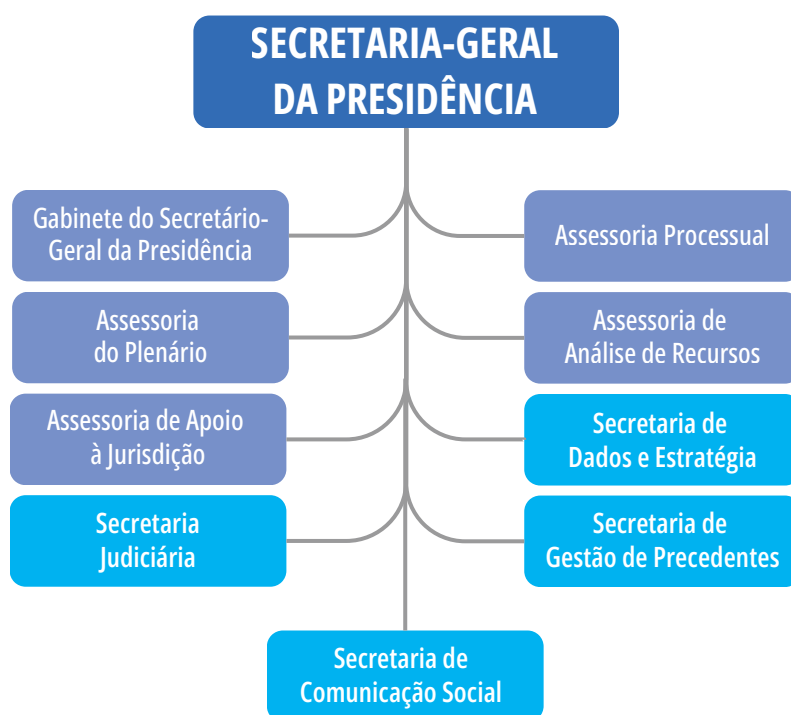 SECRETARIA-GERAL
DA PRESIDÊNCIA
Gabinete do Secretário-
Geral da Presidência
Assessoria Processual
Assessoria
do Plenário
Assessoria de
Análise de Recursos
Assessoria de Apoio
à Jurisdição
Secretaria de
Dados e Estratégia
Secretaria
Judiciária
Secretaria de
Gestão de Precedentes
Secretaria de
Comunicação Social